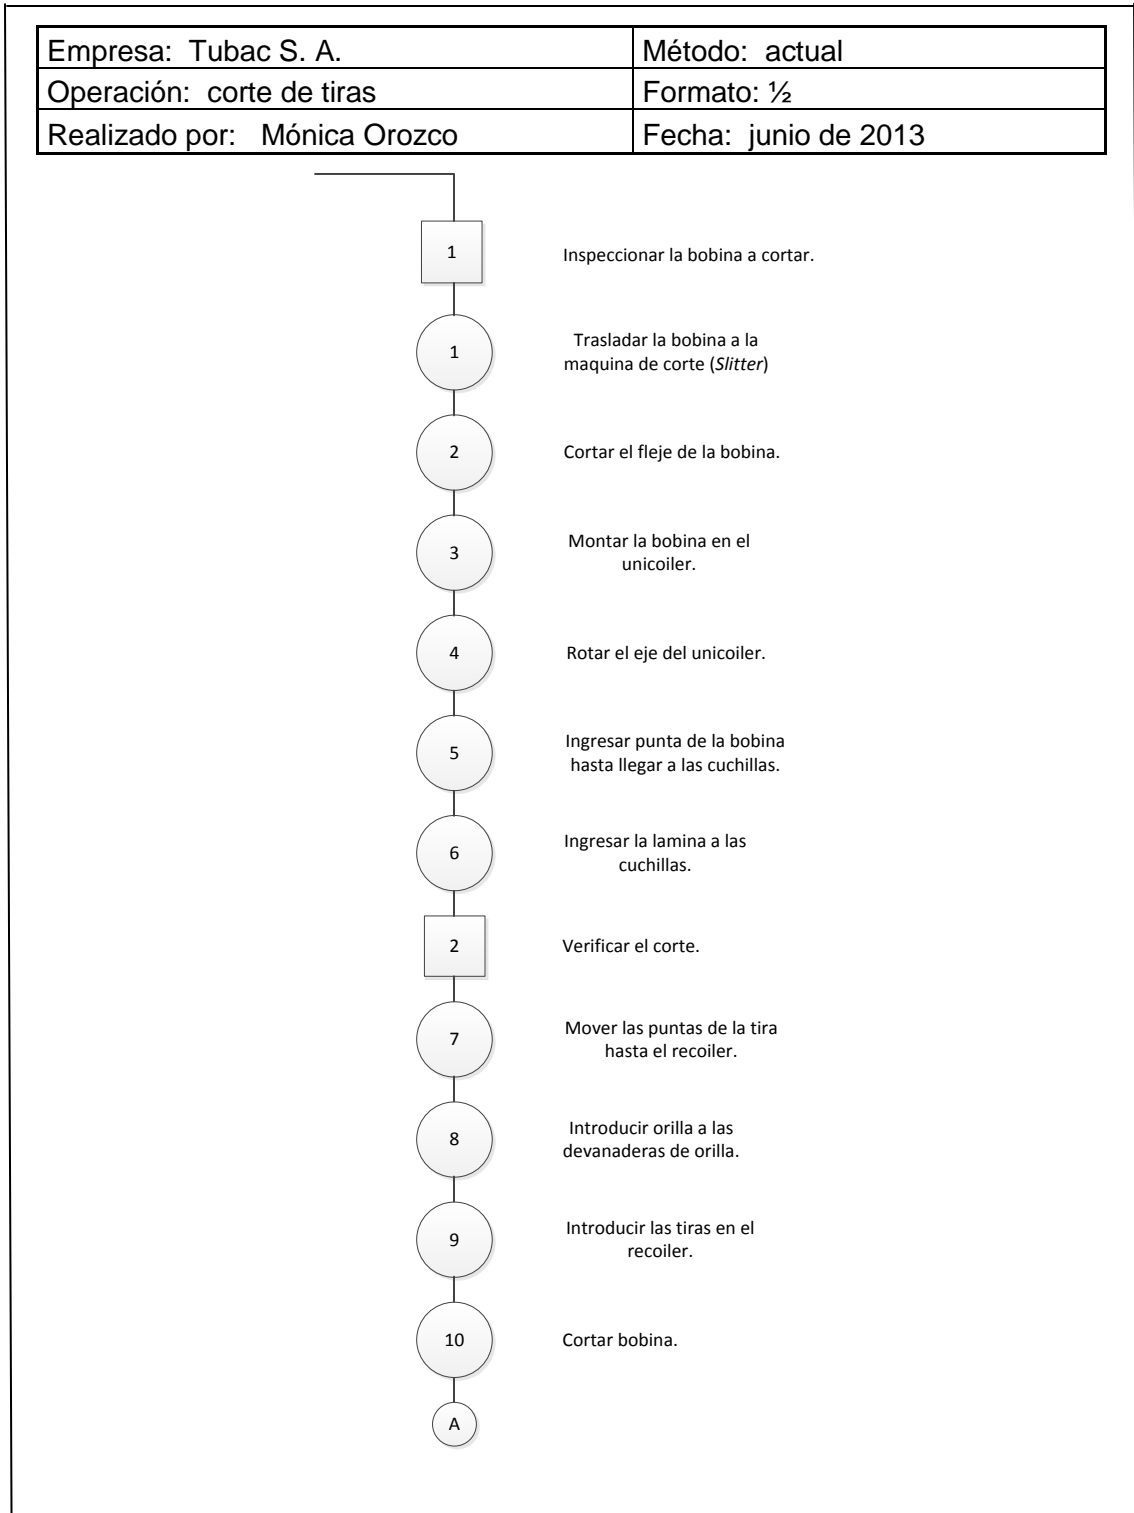 Empresa: Tubac S. A.
Método: actual
Operación: corte de tiras
Formato: ½
Realizado por: Mónica Orozco
Fecha: junio de 2013
1
Inspeccionar la bobina a cortar.
1
Trasladar la bobina a la
maquina de corte (Slitter)
2
Cortar el fleje de la bobina.
3
Montar la bobina en el
unicoiler.
4
Rotar el eje del unicoiler.
5
Ingresar punta de la bobina
hasta llegar a las cuchillas.
6
Ingresar la lamina a las
cuchillas.
2
Verificar el corte.
7
Mover las puntas de la tira
hasta el recoiler.
8
Introducir orilla a las
devanaderas de orilla.
9
Introducir las tiras en el
recoiler.
10
Cortar bobina.
A